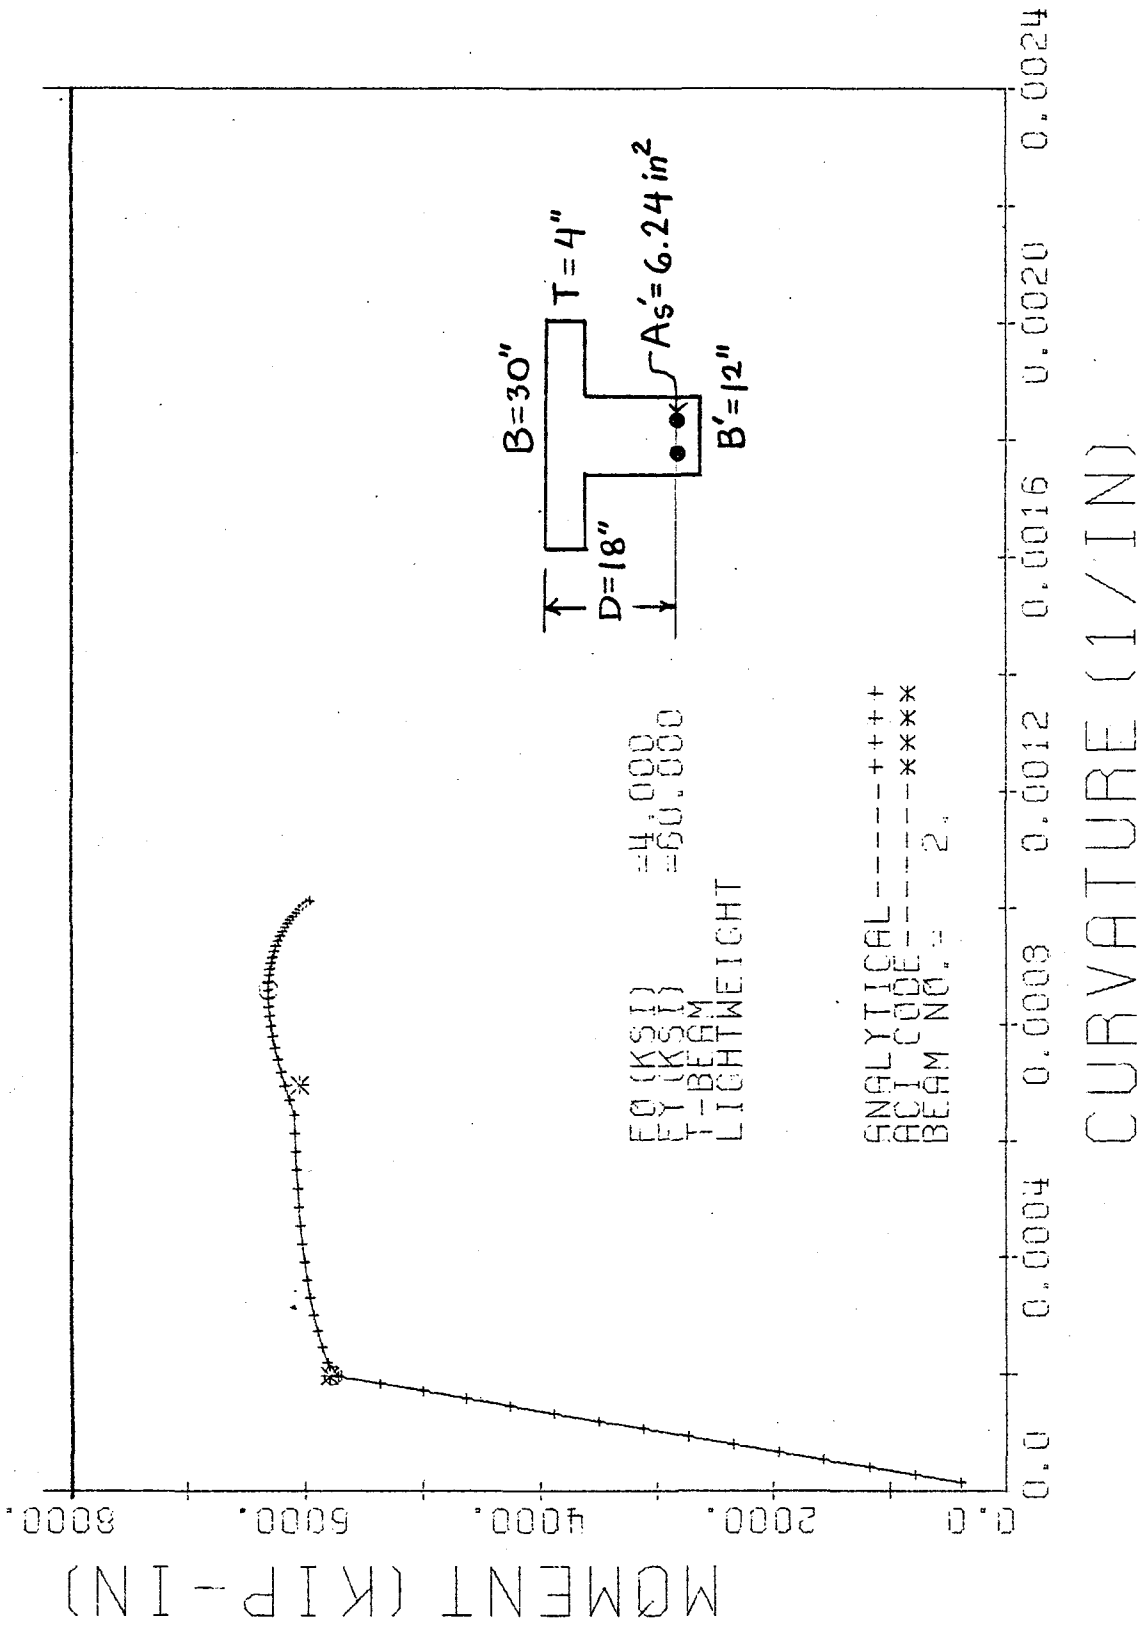 MOMENT (KIP-IN)
8000.
6000.
4000.
2000.
0.0
0.0
0.0004
0.0008
0.0012
0.0016
0.0020
0.0024
CURVATURE (1/IN)
B=30"
T=4"
D=18"
As'=6.24 in²
B'=12"
FO (KSI) =4.000
FY (KSI) =60.000
T-BEAM
LIGHTWEIGHT
ANALYTICAL------++++
ACI CODE--------****
BEAM NO.= 2.